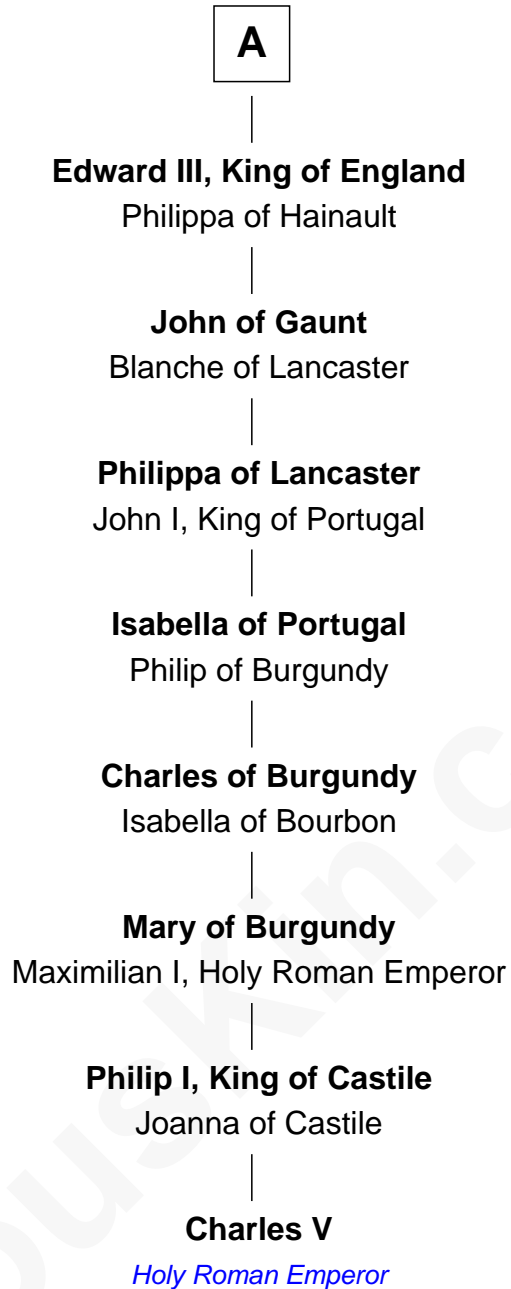 A
Edward III, King of England
Philippa of Hainault
John of Gaunt
Blanche of Lancaster
Philippa of Lancaster
John I, King of Portugal
Isabella of Portugal
Philip of Burgundy
Charles of Burgundy
Isabella of Bourbon
Mary of Burgundy
Maximilian I, Holy Roman Emperor
Philip I, King of Castile
Joanna of Castile
Charles V
Holy Roman Emperor